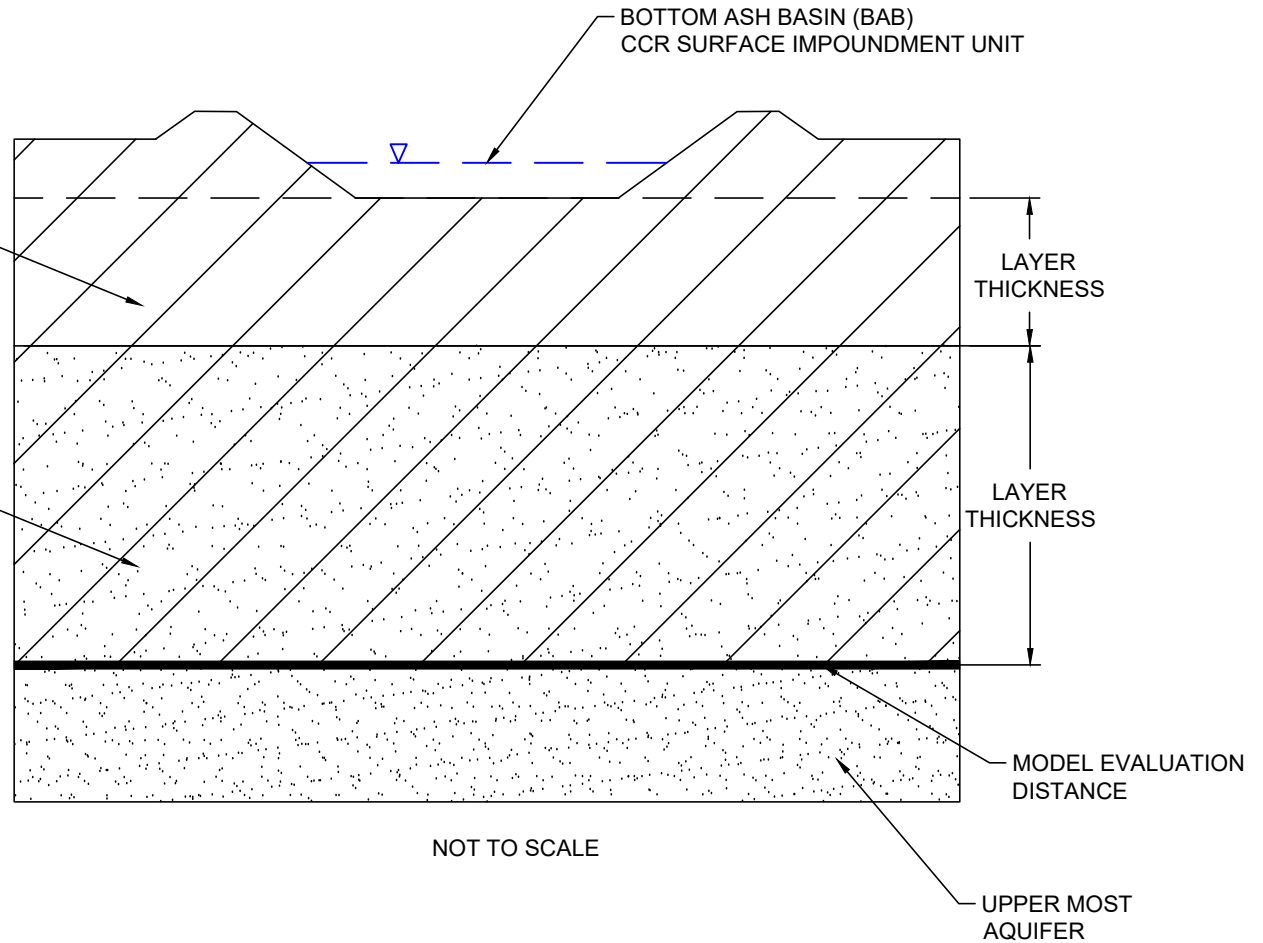 BOTTOM ASH BASIN (BAB)
CCR SURFACE IMPOUNDMENT UNIT
LAYER
THICKNESS
LAYER
THICKNESS
MODEL EVALUATION
DISTANCE
NOT TO SCALE
UPPER MOST
AQUIFER